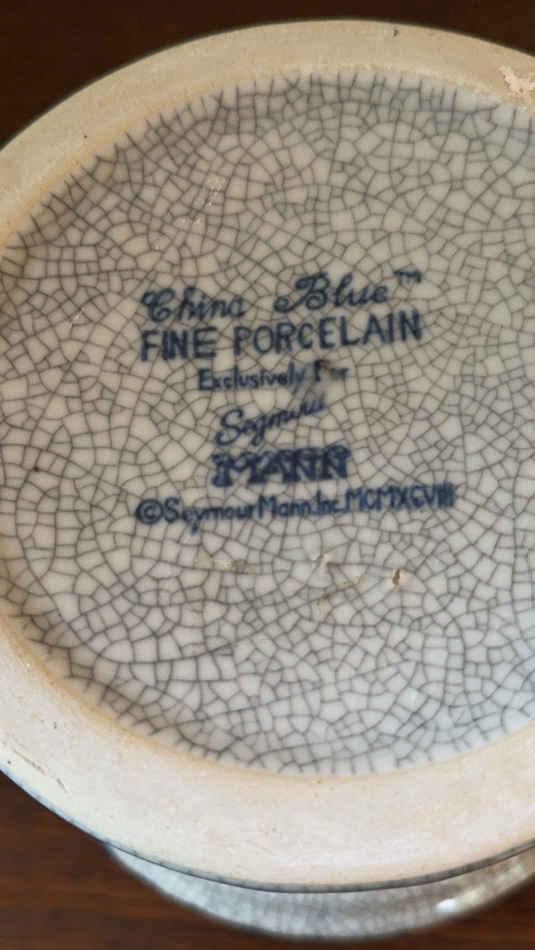 China Blue™
FINE PORCELAIN
Exclusively For
Seymour
MANN
©Seymour Mann, Inc. MCMXCVIII